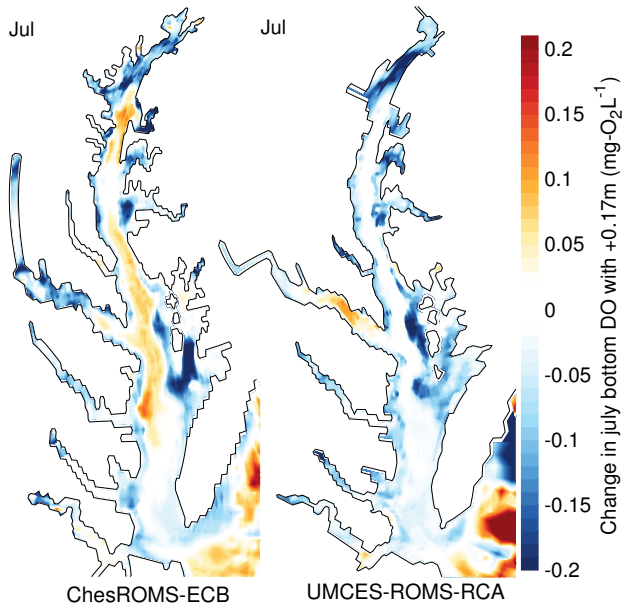 Jul
Jul
0.2
0.15
0.1
0.05
0
-0.05
-0.1
-0.15
-0.2
Change in july bottom DO with +0.17m (mg-O₂L⁻¹)
ChesROMS-ECB
UMCES-ROMS-RCA